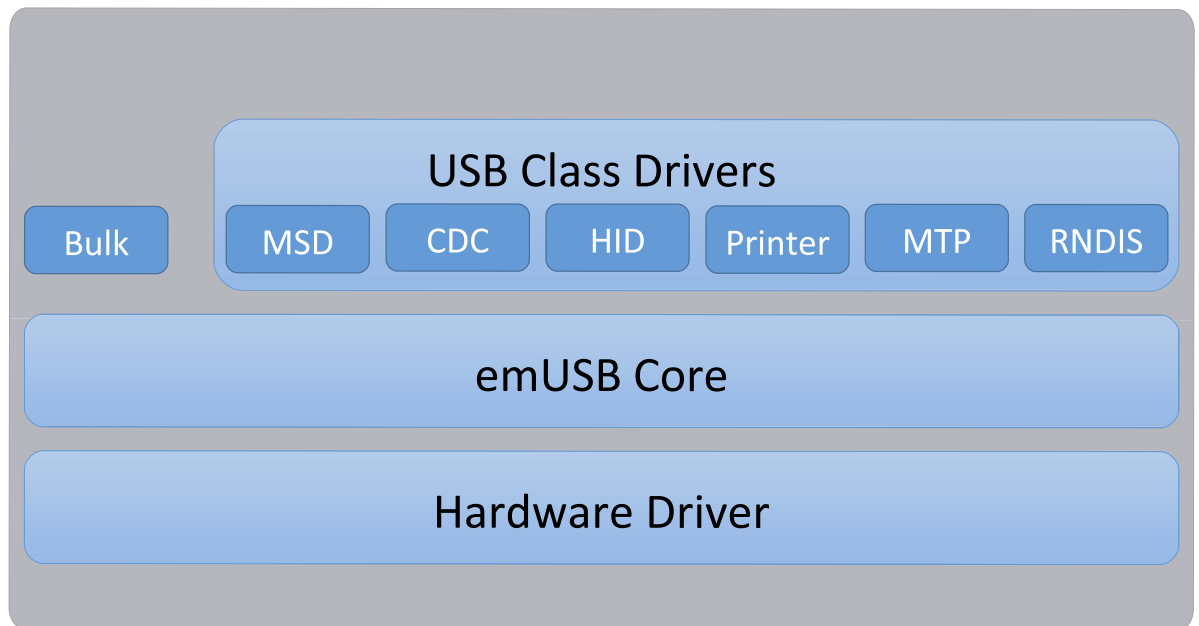 USB Class Drivers
Bulk
MSD
CDC
HID
Printer
MTP
RNDIS
emUSB Core
Hardware Driver